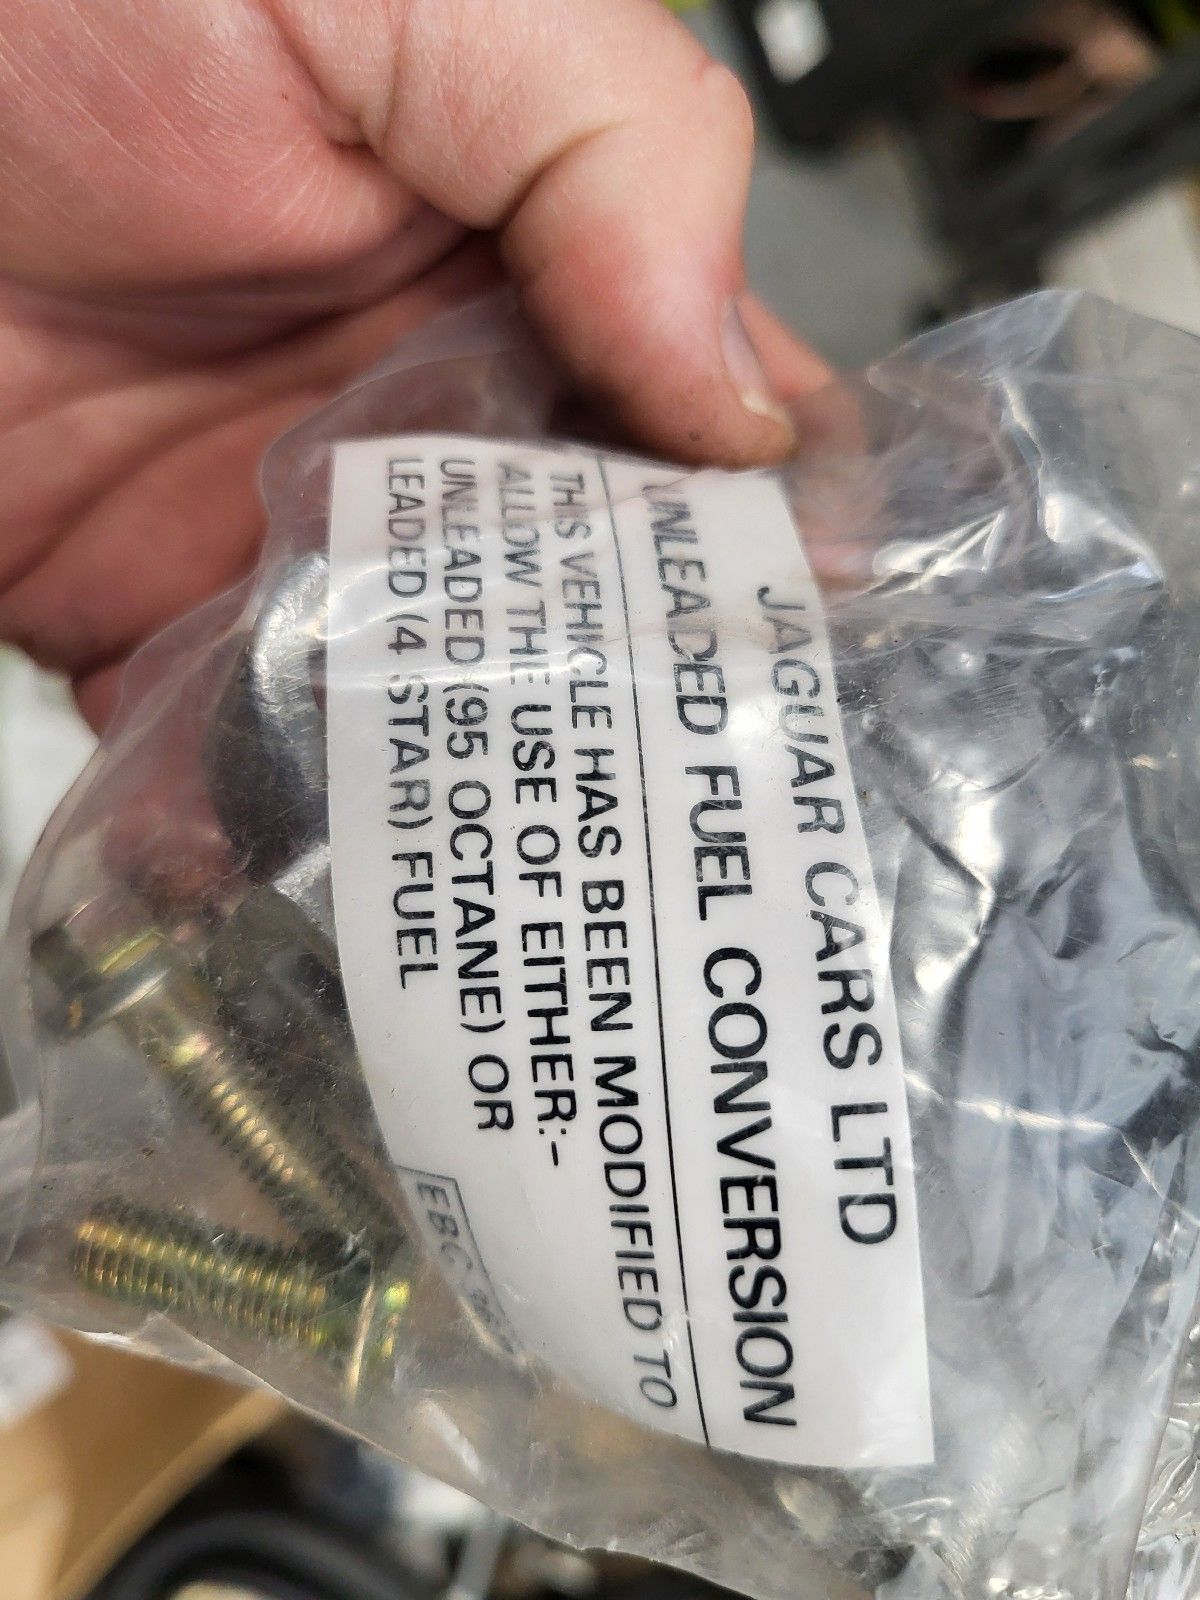 JAGUAR CARS LTD
UNLEADED FUEL CONVERSION
THIS VEHICLE HAS BEEN MODIFIED TO
ALLOW THE USE OF EITHER:-
UNLEADED (95 OCTANE) OR
LEADED (4 STAR) FUEL
EBC